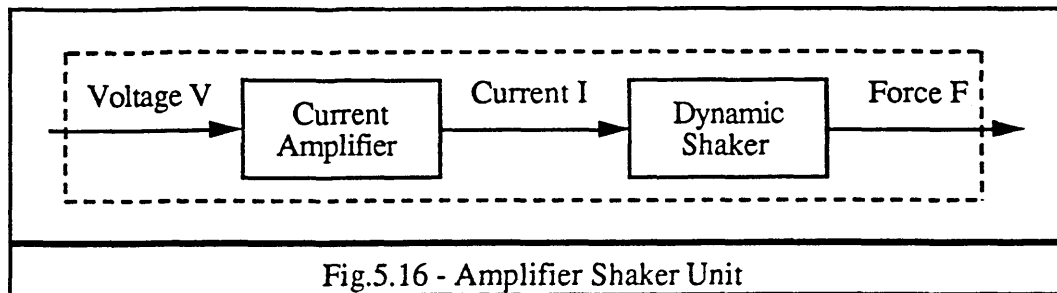 Voltage V
Current
Amplifier
Current I
Dynamic
Shaker
Force F
Fig.5.16 - Amplifier Shaker Unit